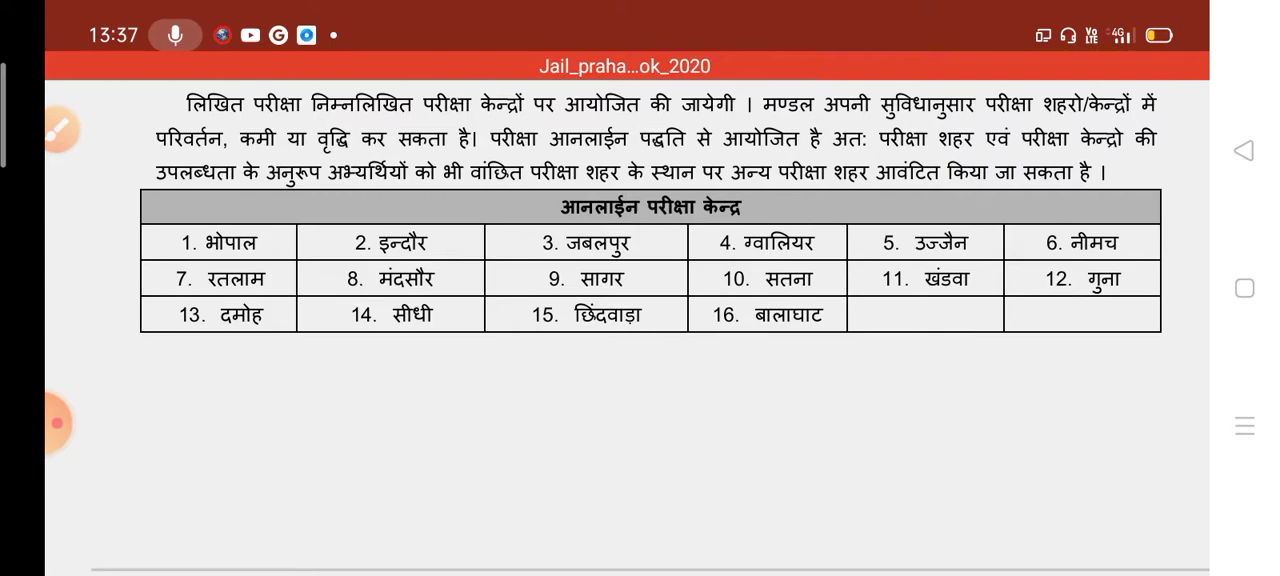 13:37
Vo LTE 4G
Jail_praha...ok_2020
लिखित परीक्षा निम्नलिखित परीक्षा केन्द्रों पर आयोजित की जायेगी । मण्डल अपनी सुविधानुसार परीक्षा शहरो/केन्द्रों में
परिवर्तन, कमी या वृद्धि कर सकता है। परीक्षा आनलाईन पद्धति से आयोजित है अत: परीक्षा शहर एवं परीक्षा केन्द्रो की
उपलब्धता के अनुरूप अभ्यर्थियों को भी वांछित परीक्षा शहर के स्थान पर अन्य परीक्षा शहर आवंटित किया जा सकता है ।
आनलाईन परीक्षा केन्द्र
1. भोपाल 2. इन्दौर 3. जबलपुर 4. ग्वालियर 5. उज्जैन 6. नीमच
7. रतलाम 8. मंदसौर 9. सागर 10. सतना 11. खंडवा 12. गुना
13. दमोह 14. सीधी 15. छिंदवाड़ा 16. बालाघाट